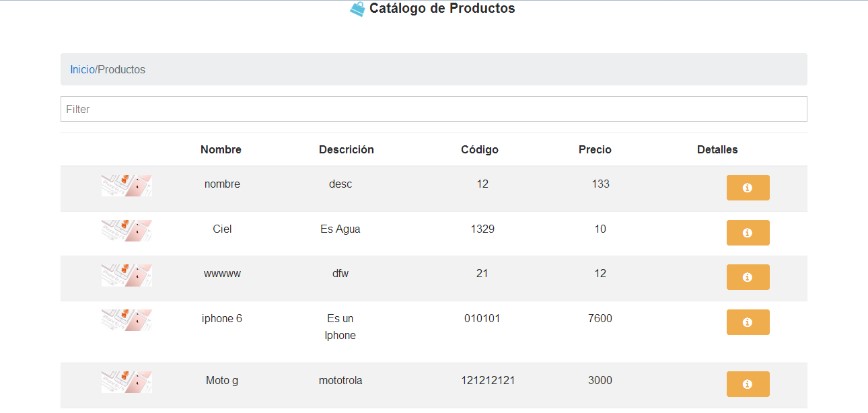 Catálogo de Productos
Inicio/Productos
Filter
Nombre Descrición Código Precio Detalles
nombre desc 12 133
Ciel Es Agua 1329 10
wwwww dfw 21 12
iphone 6 Es un 010101 7600
Iphone
Moto g mototrola 121212121 3000